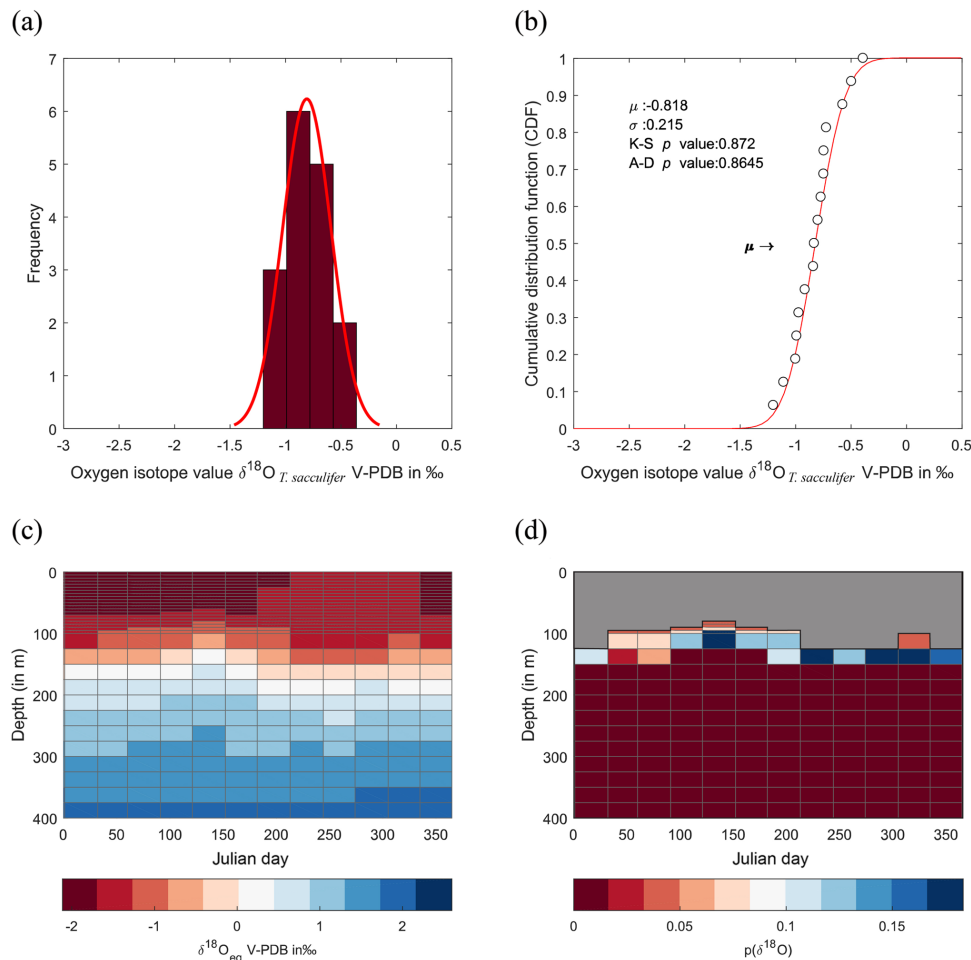 (a)
7
6
5
4
3
2
1
0
Frequency
-3 -2.5 -2 -1.5 -1 -0.5 0 0.5
Oxygen isotope value δ¹⁸O T. sacculifer V-PDB in ‰
(b)
1
0.9
0.8
0.7
0.6
0.5
0.4
0.3
0.2
0.1
0
Cumulative distribution function (CDF)
μ :-0.818
σ :0.215
K-S p value:0.872
A-D p value:0.8645
μ →
-3 -2.5 -2 -1.5 -1 -0.5 0 0.5
Oxygen isotope value δ¹⁸O T. sacculifer V-PDB in ‰
(c)
0
100
200
300
400
Depth (in m)
0 50 100 150 200 250 300 350
Julian day
-2 -1 0 1 2
δ¹⁸Oeq V-PDB in‰
(d)
0
100
200
300
400
Depth (in m)
0 50 100 150 200 250 300 350
Julian day
0 0.05 0.1 0.15
p(δ¹⁸O)